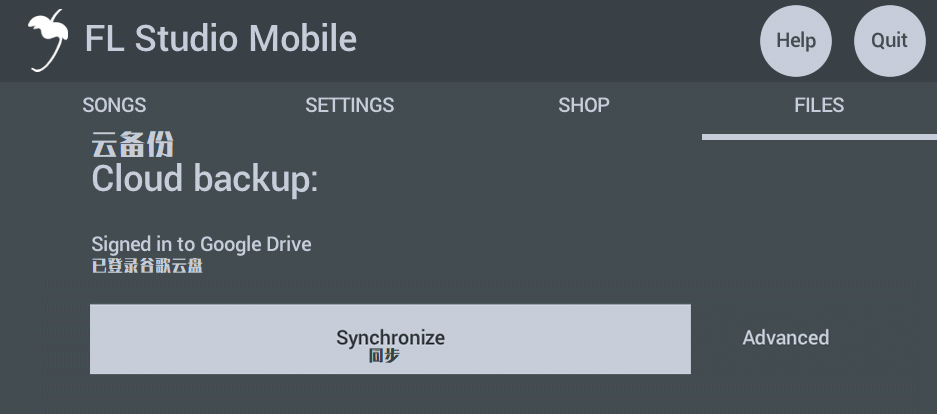 FL Studio Mobile
Help
Quit
SONGS
SETTINGS
SHOP
FILES
云备份
Cloud backup:
Signed in to Google Drive
已登录谷歌云盘
Synchronize
同步
Advanced